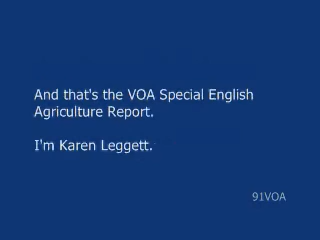 And that's the VOA Special English
Agriculture Report.
I'm Karen Leggett.
91VOA